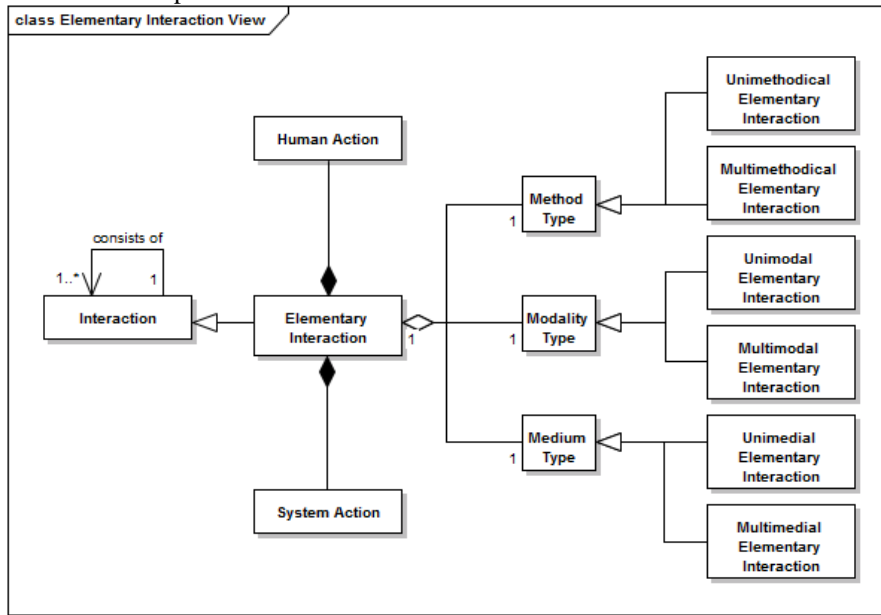 class Elementary Interaction View
Unimethodical
Elementary
Interaction
Human Action
Multimethodical
Elementary
Interaction
Method
Type
1
consists of
1..*
1
Unimodal
Elementary
Interaction
Interaction
Elementary
Interaction
1
Modality
Type
1
Multimodal
Elementary
Interaction
Medium
Type
1
Unimedial
Elementary
Interaction
System Action
Multimedial
Elementary
Interaction